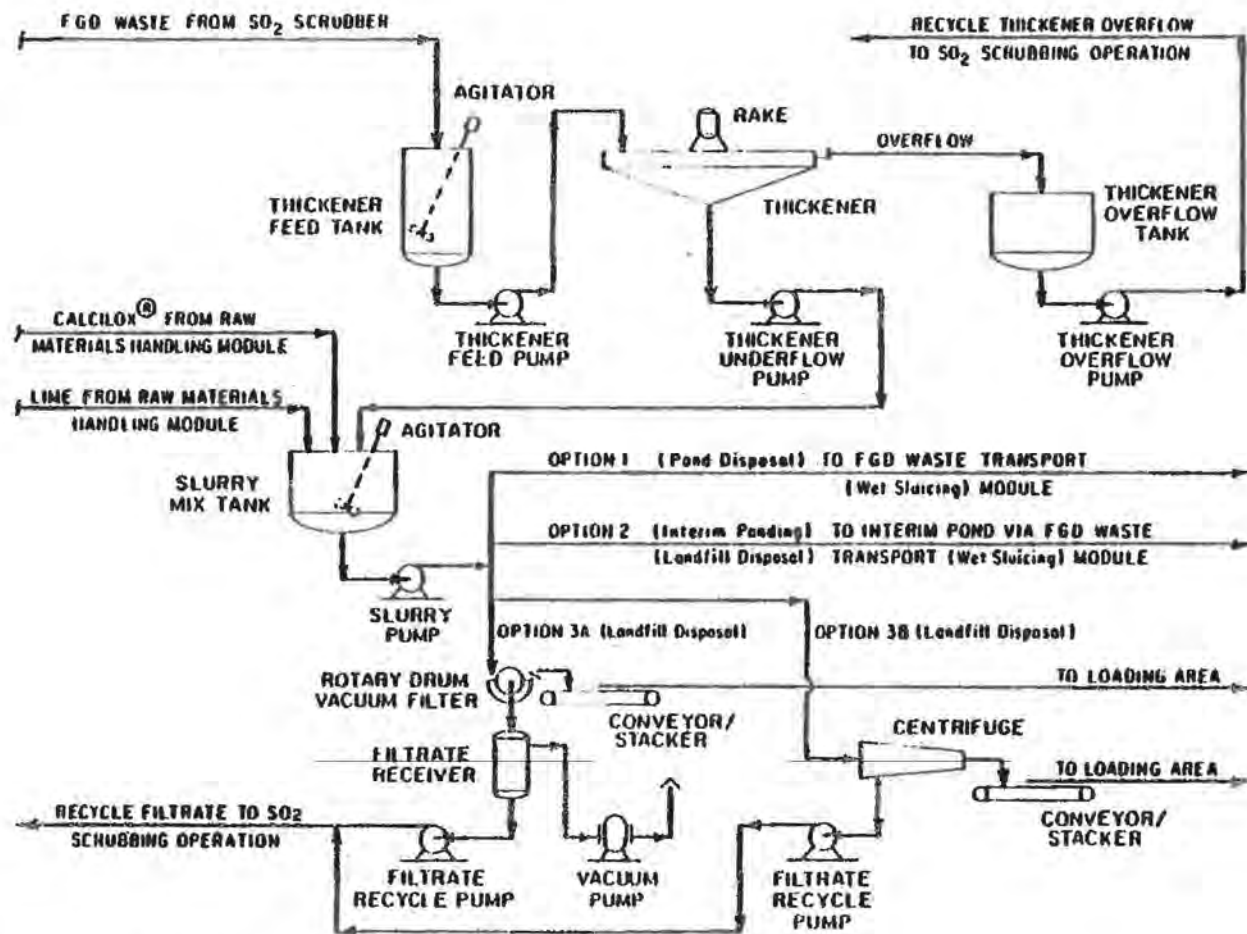 FGD WASTE FROM SO2 SCRUBBER
RECYCLE THICKENER OVERFLOW
TO SO2 SCRUBBING OPERATION
AGITATOR
RAKE
OVERFLOW
THICKENER
FEED TANK
THICKENER
THICKENER
OVERFLOW
TANK
CALCILOX® FROM RAW
MATERIALS HANDLING MODULE
THICKENER
FEED PUMP
THICKENER
UNDERFLOW
PUMP
THICKENER
OVERFLOW
PUMP
LIME FROM RAW MATERIALS
HANDLING MODULE
AGITATOR
SLURRY
MIX TANK
OPTION 1 (Pond Disposal) TO FGD WASTE TRANSPORT
(Wet Sluicing) MODULE
OPTION 2 (Interim Ponding) TO INTERIM POND VIA FGD WASTE
(Landfill Disposal) TRANSPORT (Wet Sluicing) MODULE
SLURRY
PUMP
OPTION 3A (Landfill Disposal)
OPTION 3B (Landfill Disposal)
ROTARY DRUM
VACUUM FILTER
TO LOADING AREA
CONVEYOR/
STACKER
CENTRIFUGE
FILTRATE
RECEIVER
TO LOADING AREA
RECYCLE FILTRATE TO SO2
SCRUBBING OPERATION
CONVEYOR/
STACKER
FILTRATE
RECYCLE PUMP
VACUUM
PUMP
FILTRATE
RECYCLE
PUMP